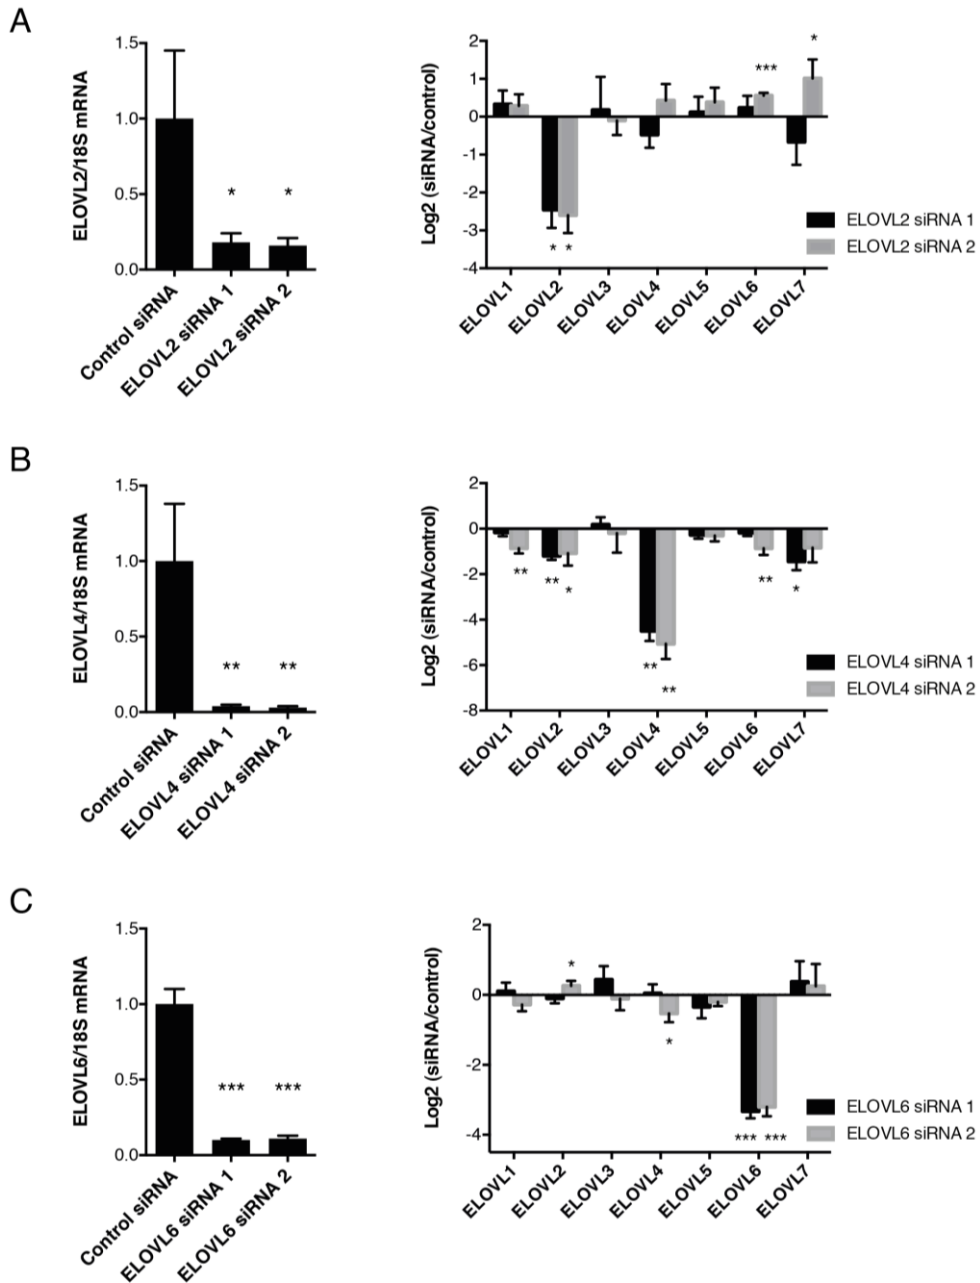 A
ELOVL2/18S mRNA
1.5
1.0
0.5
0.0
* *
Control siRNA
ELOVL2 siRNA 1
ELOVL2 siRNA 2
Log2 (siRNA/control)
2
1
0
-1
-2
-3
-4
* *
***
*
ELOVL2 siRNA 1
ELOVL2 siRNA 2
ELOVL1
ELOVL2
ELOVL3
ELOVL4
ELOVL5
ELOVL6
ELOVL7
B
ELOVL4/18S mRNA
1.5
1.0
0.5
0.0
** **
Control siRNA
ELOVL4 siRNA 1
ELOVL4 siRNA 2
Log2 (siRNA/control)
2
0
-2
-4
-6
-8
**
**
*
**
**
**
*
ELOVL4 siRNA 1
ELOVL4 siRNA 2
ELOVL1
ELOVL2
ELOVL3
ELOVL4
ELOVL5
ELOVL6
ELOVL7
C
ELOVL6/18S mRNA
1.5
1.0
0.5
0.0
*** ***
Control siRNA
ELOVL6 siRNA 1
ELOVL6 siRNA 2
Log2 (siRNA/control)
2
0
-2
-4
*
*
*** ***
ELOVL6 siRNA 1
ELOVL6 siRNA 2
ELOVL1
ELOVL2
ELOVL3
ELOVL4
ELOVL5
ELOVL6
ELOVL7